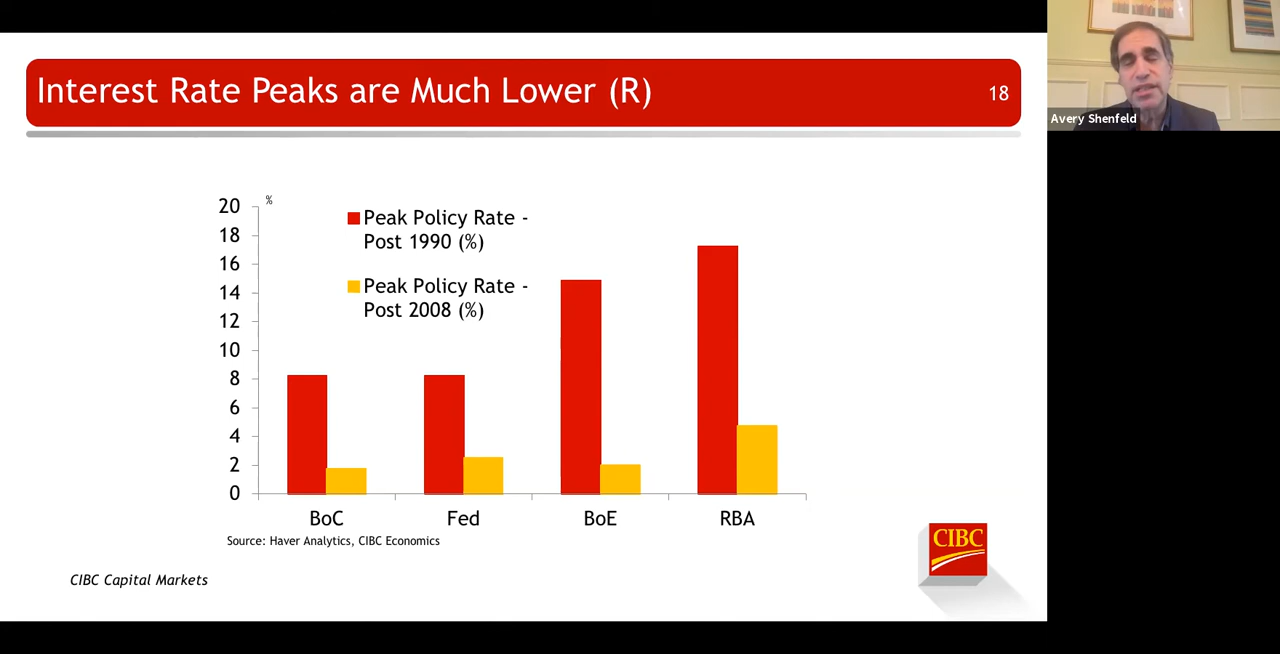 Interest Rate Peaks are Much Lower (R)
18
Avery Shenfeld
%
20
18
16
14
12
10
8
6
4
2
0
Peak Policy Rate -
Post 1990 (%)
Peak Policy Rate -
Post 2008 (%)
BoC
Fed
BoE
RBA
Source: Haver Analytics, CIBC Economics
CIBC
CIBC Capital Markets